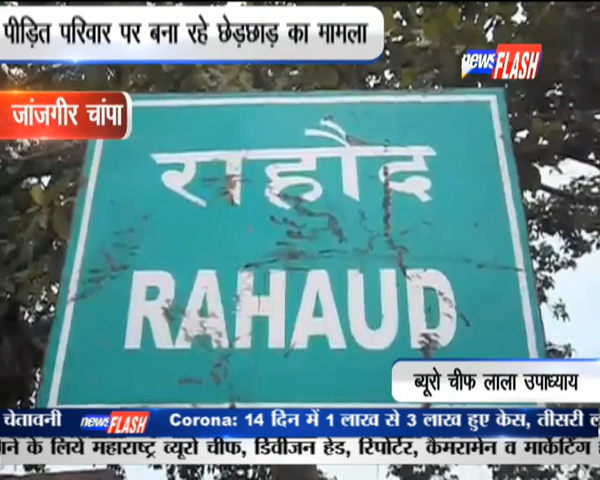 पीड़ित परिवार पर बना रहे छेड़छाड़ का मामला
news FLASH
जांजगीर चांपा
राहौद
RAHAUD
ब्यूरो चीफ लाला उपाध्याय
चेतावनी news FLASH Corona: 14 दिन में 1 लाख से 3 लाख हुए केस, तीसरी
के लिये महाराष्ट्र ब्यूरो चीफ, डिवीजन हेड, रिपोर्टर, कैमरामेन व मार्केटिंग